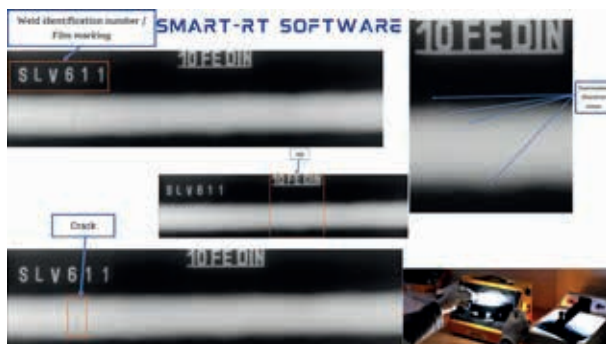 Weld identification number /
Film marking
SMART-RT SOFTWARE
10 FE DIN
SLV611
10 FE DIN
10 FE DIN
SLV611
Crack
10 FE DIN
SLV611